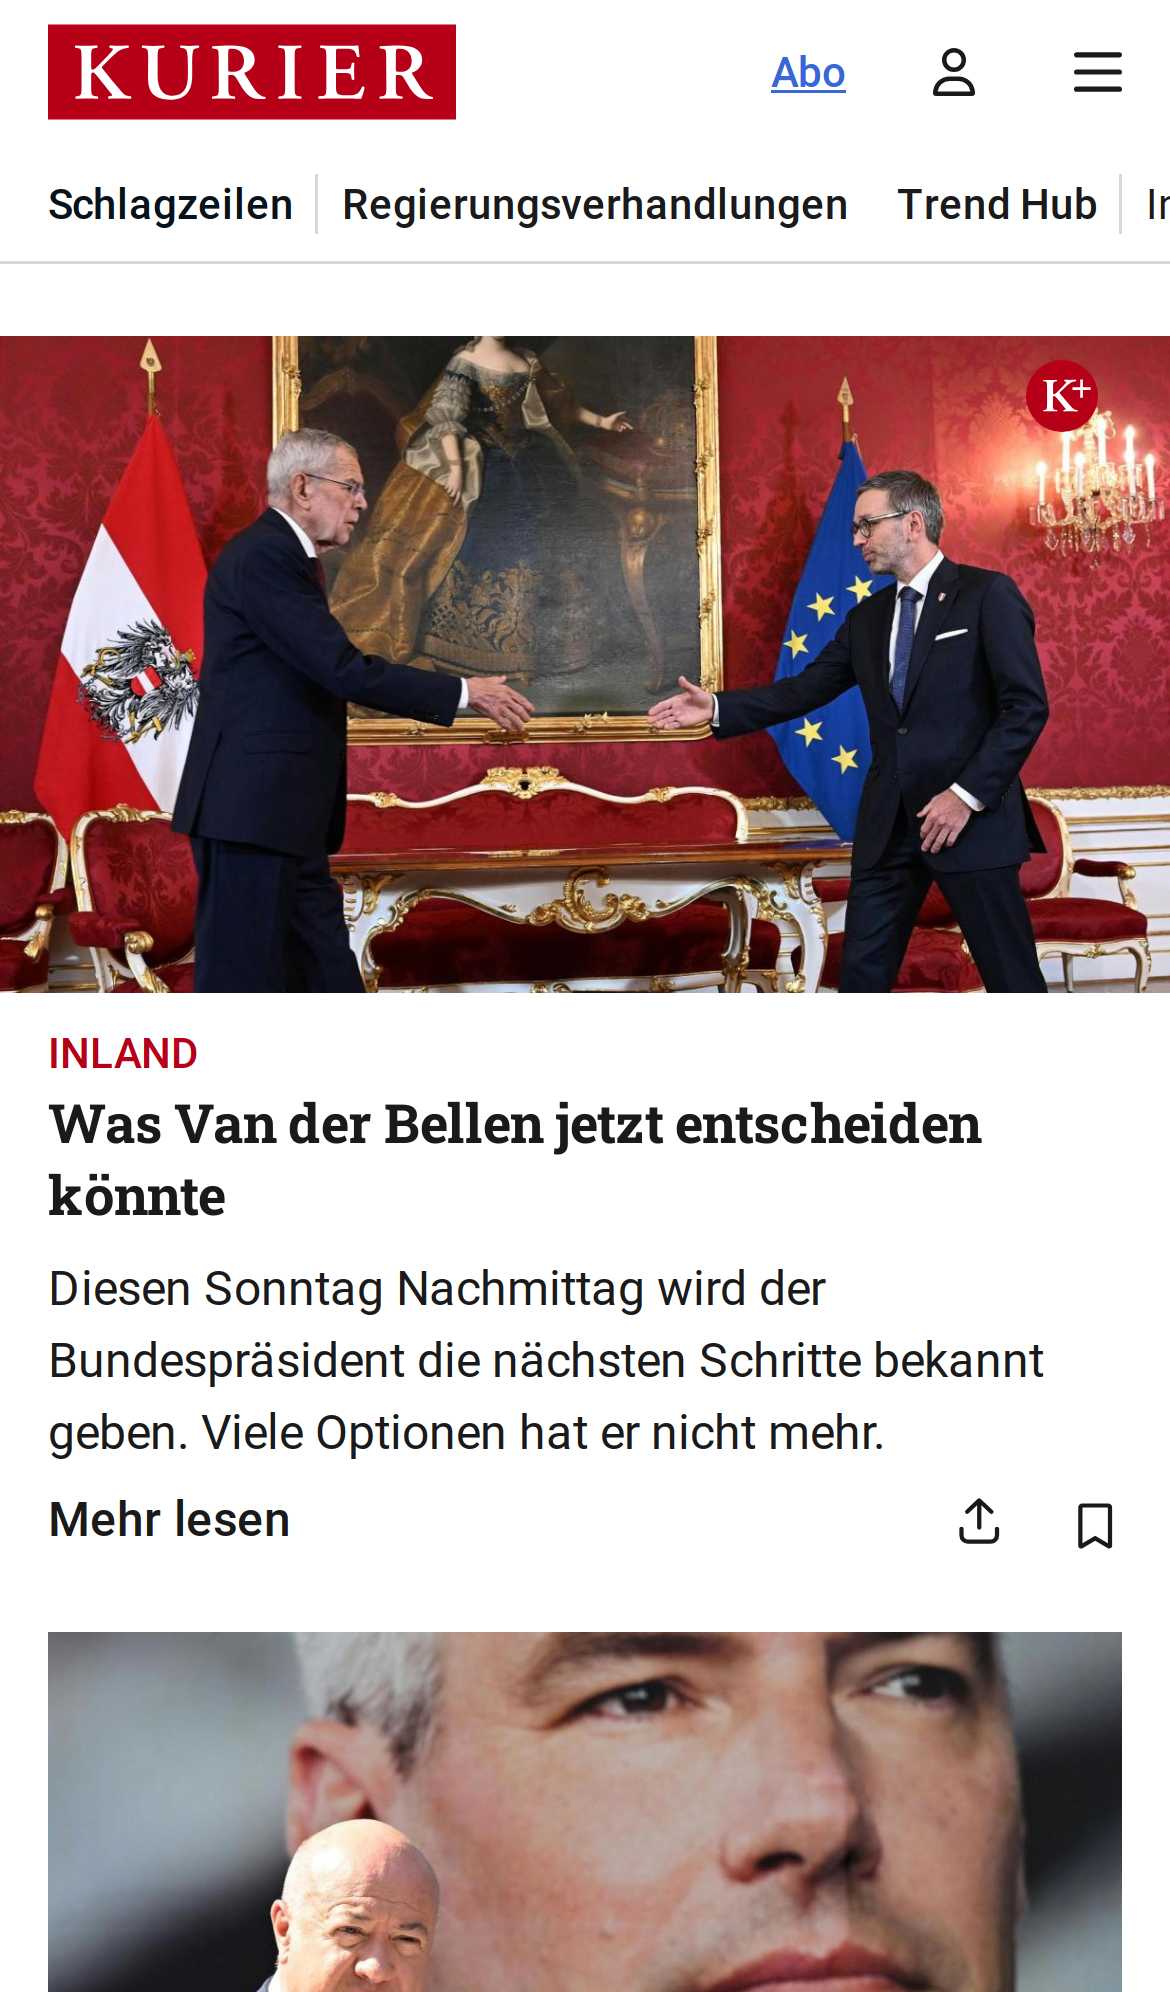 KURIER
Abo
Schlagzeilen
Regierungsverhandlungen
Trend Hub
K+
INLAND
Was Van der Bellen jetzt entscheiden
könnte
Diesen Sonntag Nachmittag wird der
Bundespräsident die nächsten Schritte bekannt
geben. Viele Optionen hat er nicht mehr.
Mehr lesen